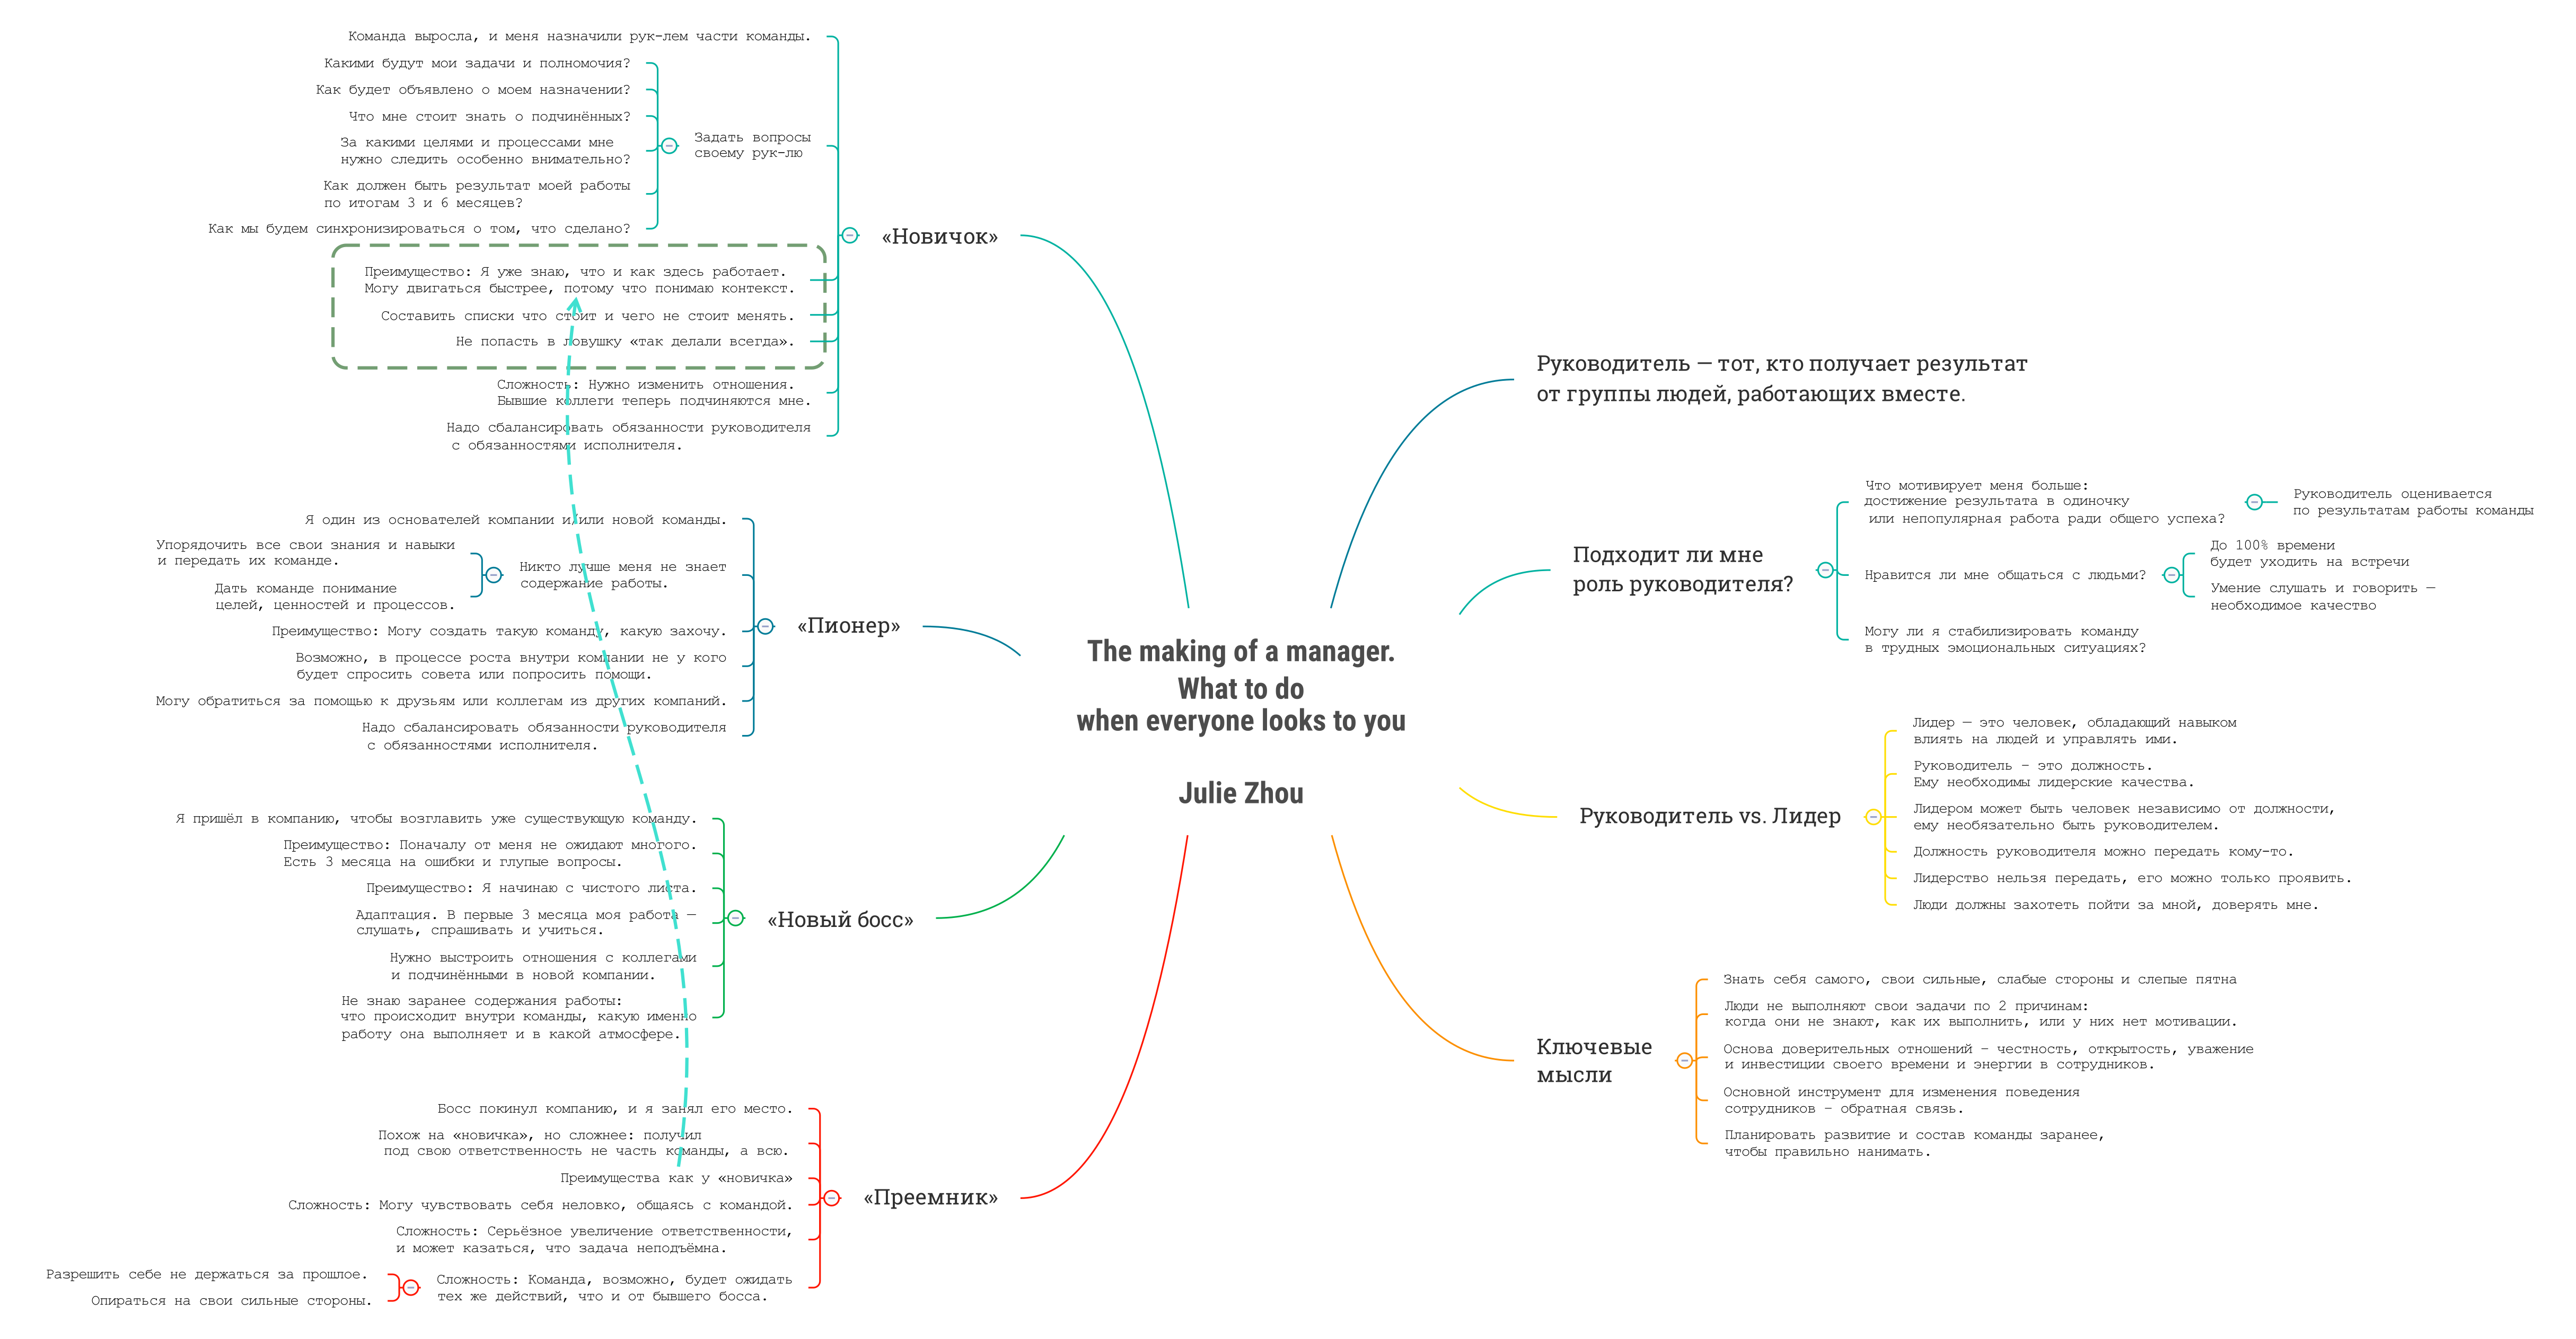 The making of a manager.
What to do
when everyone looks to you
Julie Zhou
Руководитель — тот, кто получает результат
от группы людей, работающих вместе.
Подходит ли мне
роль руководителя?
Что мотивирует меня больше:
достижение результата в одиночку
или непопулярная работа ради общего успеха?
Руководитель оценивается
по результатам работы команды
Нравится ли мне общаться с людьми?
До 100% времени
будет уходить на встречи
Умение слушать и говорить —
необходимое качество
Могу ли я стабилизировать команду
в трудных эмоциональных ситуациях?
Руководитель vs. Лидер
Лидер — это человек, обладающий навыком
влиять на людей и управлять ими.
Руководитель – это должность.
Ему необходимы лидерские качества.
Лидером может быть человек независимо от должности,
ему необязательно быть руководителем.
Должность руководителя можно передать кому-то.
Лидерство нельзя передать, его можно только проявить.
Люди должны захотеть пойти за мной, доверять мне.
Ключевые
мысли
Знать себя самого, свои сильные, слабые стороны и слепые пятна
Люди не выполняют свои задачи по 2 причинам:
когда они не знают, как их выполнить, или у них нет мотивации.
Основа доверительных отношений – честность, открытость, уважение
и инвестиции своего времени и энергии в сотрудников.
Основной инструмент для изменения поведения
сотрудников – обратная связь.
Планировать развитие и состав команды заранее,
чтобы правильно нанимать.
«Новичок»
Команда выросла, и меня назначили рук-лем части команды.
Задать вопросы
своему рук-лю
Какими будут мои задачи и полномочия?
Как будет объявлено о моем назначении?
Что мне стоит знать о подчинённых?
За какими целями и процессами мне
нужно следить особенно внимательно?
Как должен быть результат моей работы
по итогам 3 и 6 месяцев?
Как мы будем синхронизироваться о том, что сделано?
Преимущество: Я уже знаю, что и как здесь работает.
Могу двигаться быстрее, потому что понимаю контекст.
Составить списки что стоит и чего не стоит менять.
Не попасть в ловушку «так делали всегда».
Сложность: Нужно изменить отношения.
Бывшие коллеги теперь подчиняются мне.
Надо сбалансировать обязанности руководителя
с обязанностями исполнителя.
«Пионер»
Я один из основателей компании и/или новой команды.
Никто лучше меня не знает
содержание работы.
Упорядочить все свои знания и навыки
и передать их команде.
Дать команде понимание
целей, ценностей и процессов.
Преимущество: Могу создать такую команду, какую захочу.
Возможно, в процессе роста внутри компании не у кого
будет спросить совета или попросить помощи.
Могу обратиться за помощью к друзьям или коллегам из других компаний.
Надо сбалансировать обязанности руководителя
с обязанностями исполнителя.
«Новый босс»
Я пришёл в компанию, чтобы возглавить уже существующую команду.
Преимущество: Поначалу от меня не ожидают многого.
Есть 3 месяца на ошибки и глупые вопросы.
Преимущество: Я начинаю с чистого листа.
Адаптация. В первые 3 месяца моя работа —
слушать, спрашивать и учиться.
Нужно выстроить отношения с коллегами
и подчинёнными в новой компании.
Не знаю заранее содержания работы:
что происходит внутри команды, какую именно
работу она выполняет и в какой атмосфере.
«Преемник»
Босс покинул компанию, и я занял его место.
Похож на «новичка», но сложнее: получил
под свою ответственность не часть команды, а всю.
Преимущества как у «новичка»
Сложность: Могу чувствовать себя неловко, общаясь с командой.
Сложность: Серьёзное увеличение ответственности,
и может казаться, что задача неподъёмна.
Сложность: Команда, возможно, будет ожидать
тех же действий, что и от бывшего босса.
Разрешить себе не держаться за прошлое.
Опираться на свои сильные стороны.